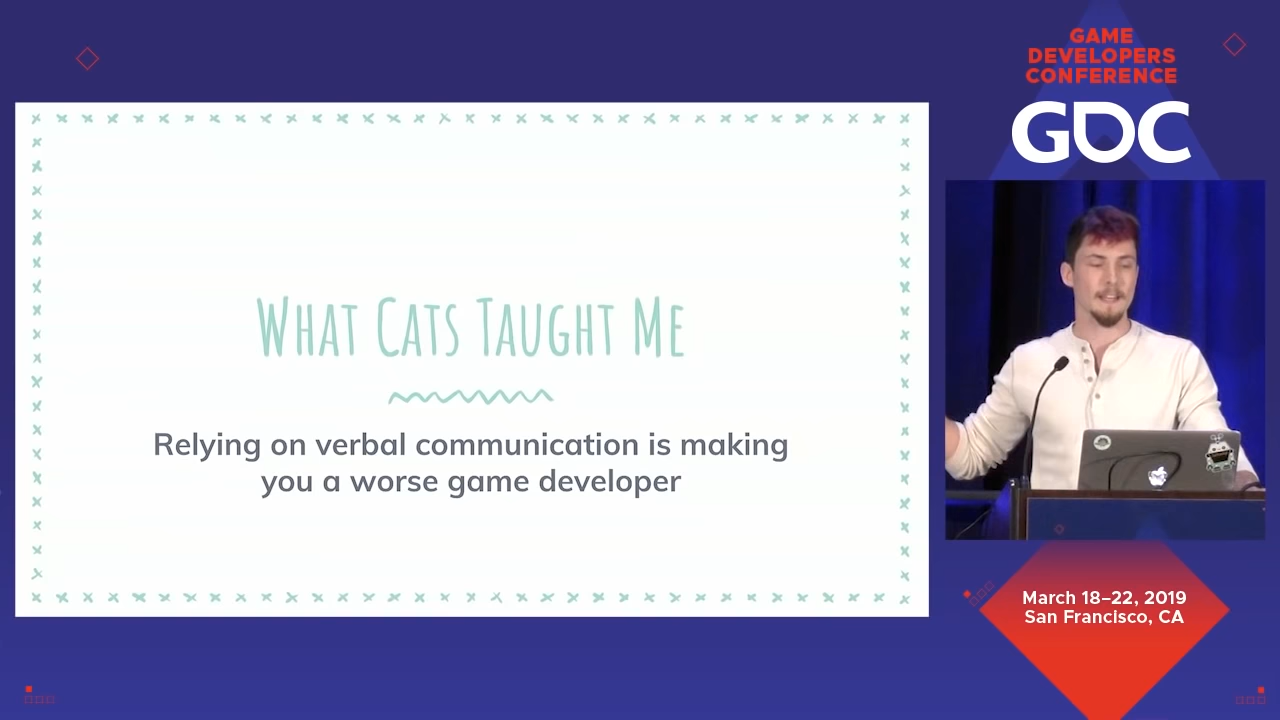 GAME
DEVELOPERS
CONFERENCE
GDC
WHAT CATS TAUGHT ME
Relying on verbal communication is making
you a worse game developer
March 18–22, 2019
San Francisco, CA